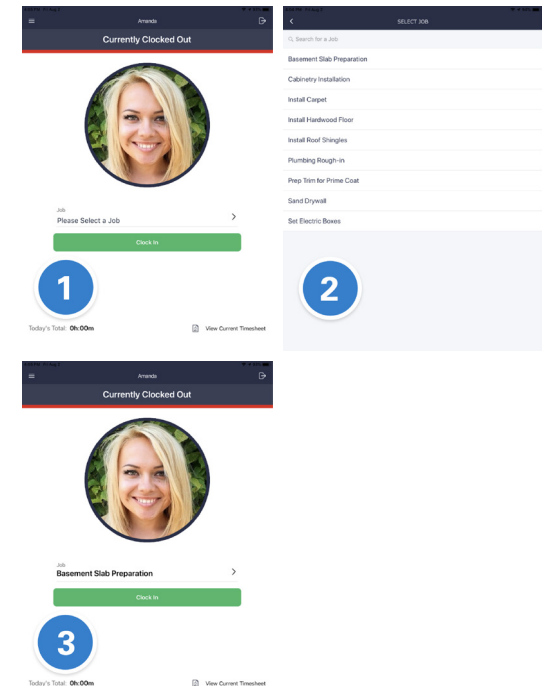 Amanda
Currently Clocked Out
Job
Please Select a Job
Clock In
1
Today's Total: 0h:00m
View Current Timesheet
SELECT JOB
Search for a Job
Basement Slab Preparation
Cabinetry Installation
Install Carpet
Install Hardwood Floor
Install Roof Shingles
Plumbing Rough-in
Prep Trim for Prime Coat
Sand Drywall
Set Electric Boxes
2
Amanda
Currently Clocked Out
Job
Basement Slab Preparation
Clock In
3
Today's Total: 0h:00m
View Current Timesheet